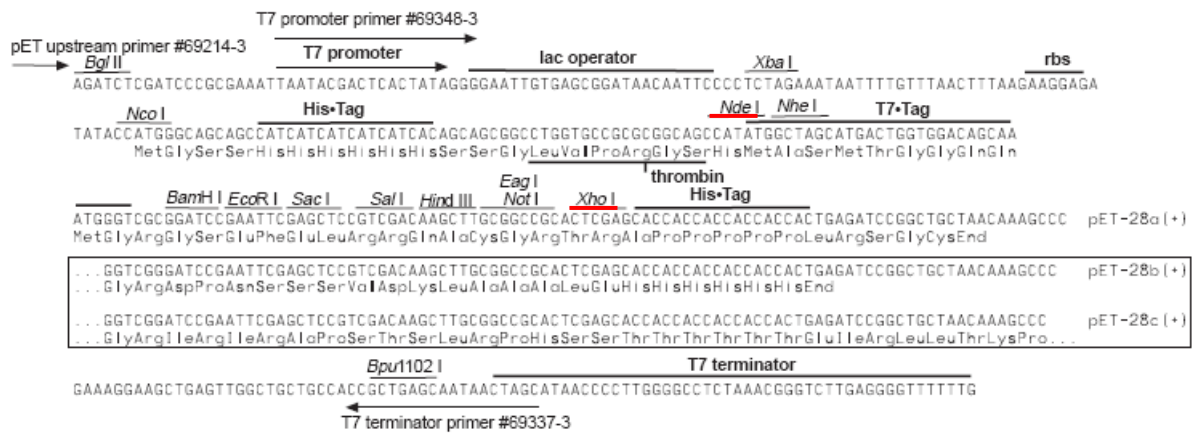 T7 promoter primer #69348-3
pET upstream primer #69214-3
Bgl II T7 promoter lac operator Xba I rbs
AGATCTCGATCCCGCGAAATTAATACGACTCACTATAGGGGAATTGTGAGCGGATAACAATTCCCCTCTAGAAATAATTTTGTTTAACTTTAAGAAGGAGA
Nco I His•Tag Nde I Nhe I T7•Tag
TATACCATGGGCAGCAGCCATCATCATCATCATCACAGCAGCGGCCTGGTGCCGCGCGGCAGCCATATGGCTAGCATGACTGGTGGACAGCAA
MetGlySerSerHisHisHisHisHisHisSerSerGlyLeuValProArgGlySerHisMetAlaSerMetThrGlyGlyGlnGln
thrombin
BamH I EcoR I Sac I Sal I Hind III Eag I Not I Xho I His•Tag
ATGGGTCGCGGATCCGAATTCGAGCTCCGTCGACAAGCTTGCGGCCGCACTCGAGCACCACCACCACCACCACTGAGATCCGGCTGCTAACAAAGCCC pET-28a(+)
MetGlyArgGlySerGluPheGluLeuArgArgGlnAlaCysGlyArgThrArgAlaProProProProProLeuArgSerGlyCysEnd
...GGTCGGGATCCGAATTCGAGCTCCGTCGACAAGCTTGCGGCCGCACTCGAGCACCACCACCACCACCACTGAGATCCGGCTGCTAACAAAGCCC pET-28b(+)
...GlyArgAspProAsnSerSerSerValAspLysLeuAlaAlaAlaLeuGluHisHisHisHisHisHisEnd
...GGTCGGATCCGAATTCGAGCTCCGTCGACAAGCTTGCGGCCGCACTCGAGCACCACCACCACCACCACTGAGATCCGGCTGCTAACAAAGCCC pET-28c(+)
...GlyArgIleArgIleArgAlaProSerThrSerLeuArgProHisSerSerThrThrThrThrThrThrGluIleArgLeuLeuThrLysPro...
Bpu1102 I T7 terminator
GAAAGGAAGCTGAGTTGGCTGCTGCCACCGCTGAGCAATAACTAGCATAACCCCTTGGGGCCTCTAAACGGGTCTTGAGGGGTTTTTTG
T7 terminator primer #69337-3